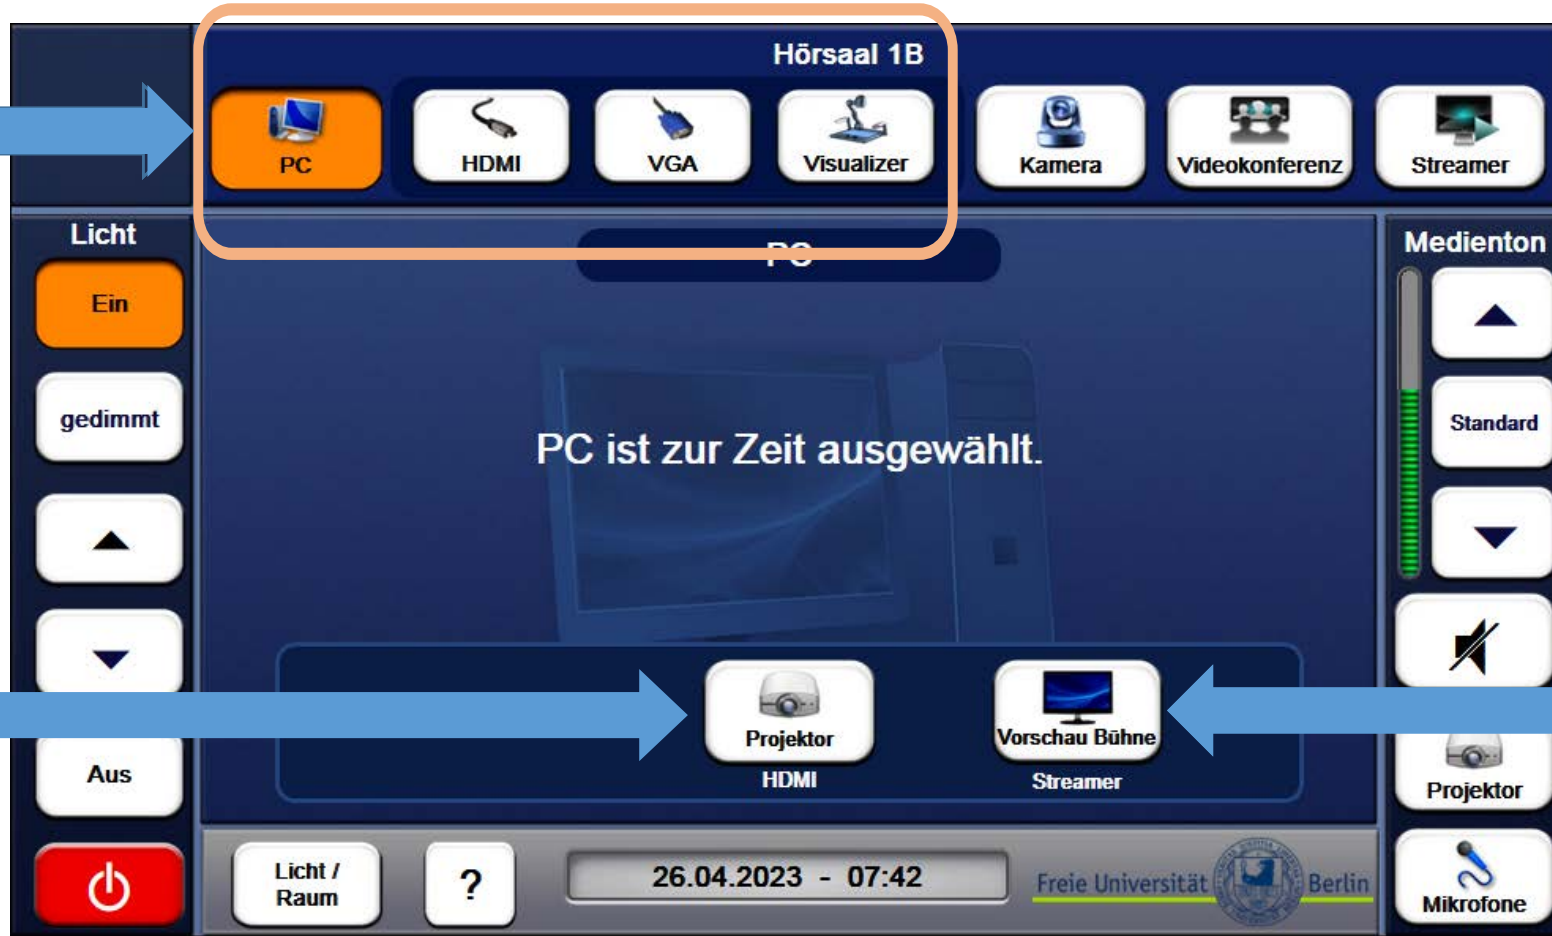 Hörsaal 1B
PC
HDMI
VGA
Visualizer
Kamera
Videokonferenz
Streamer
Licht
Ein
gedimmt
Aus
PC
PC ist zur Zeit ausgewählt.
Projektor
HDMI
Vorschau Bühne
Streamer
Medienton
Standard
Projektor
Mikrofone
Licht /
Raum
?
26.04.2023 - 07:42
Freie Universität Berlin